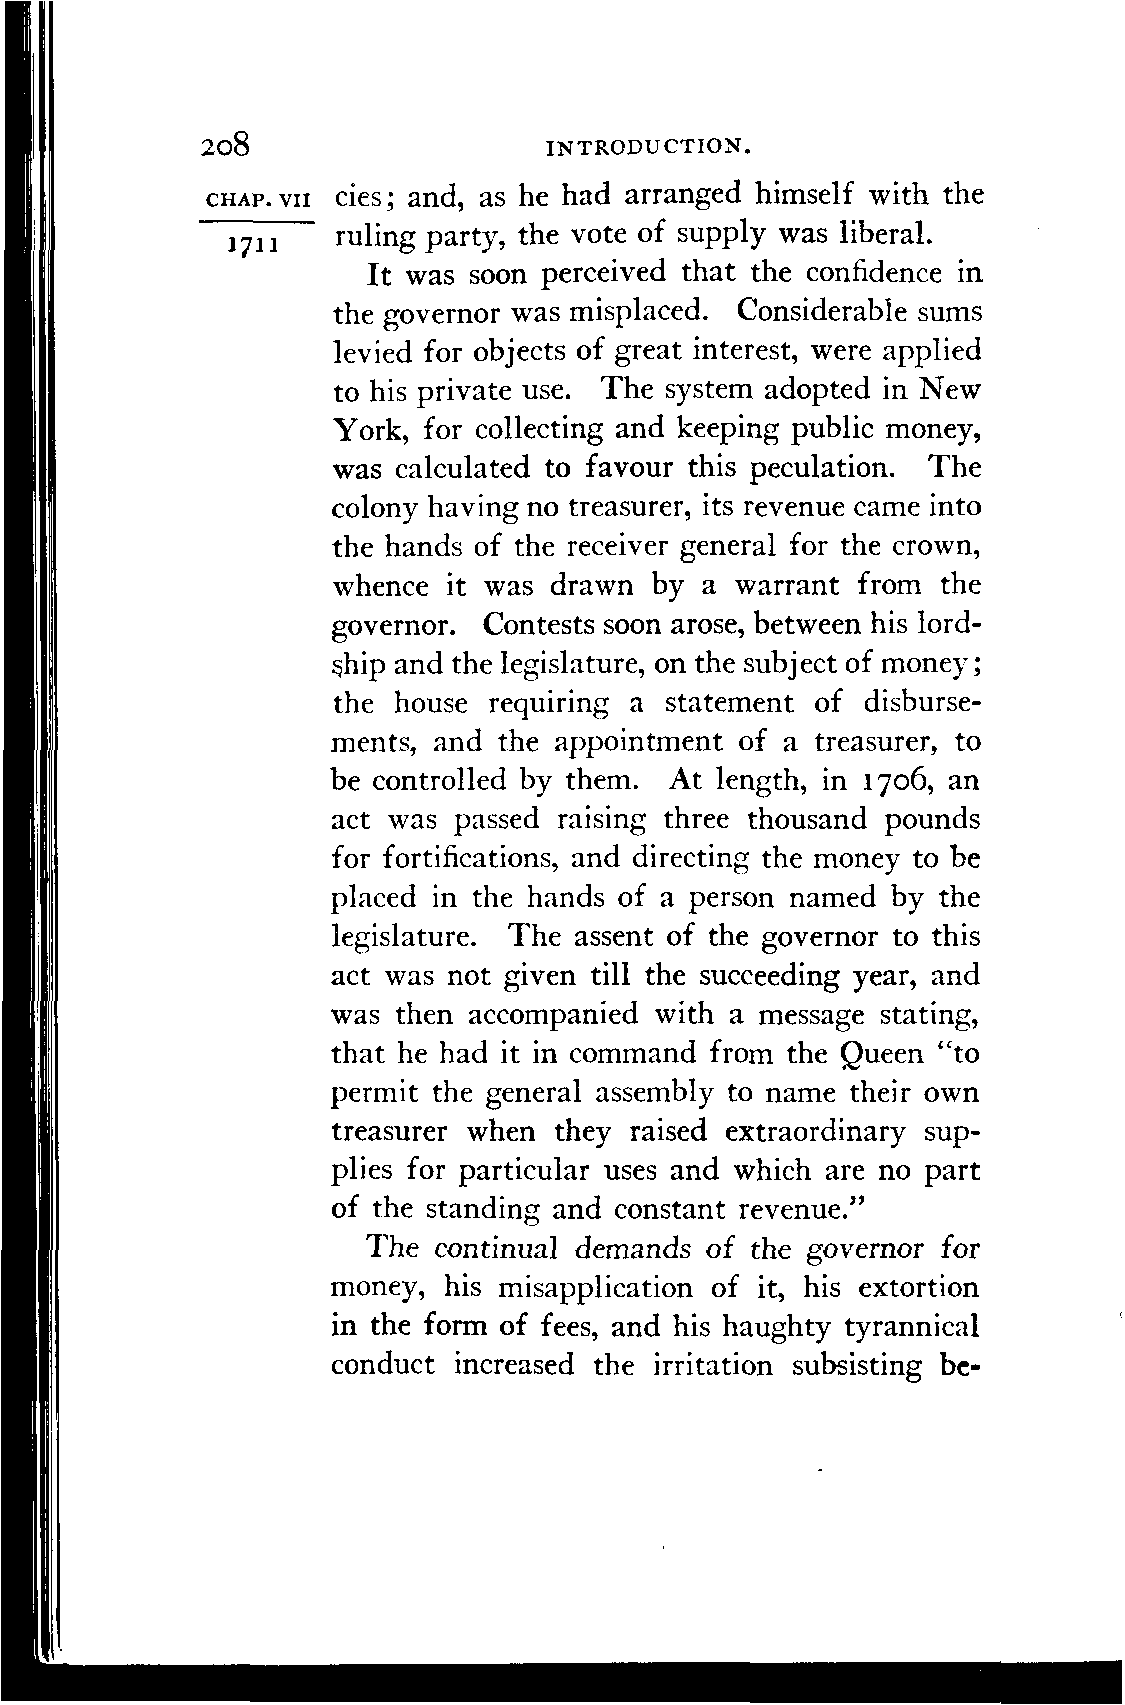 208 INTRODUCTION.
CHAP. VII cies; and, as he had arranged himself with the
1711 ruling party, the vote of supply was liberal.
It was soon perceived that the confidence in
the governor was misplaced. Considerable sums
levied for objects of great interest, were applied
to his private use. The system adopted in New
York, for collecting and keeping public money,
was calculated to favour this peculation. The
colony having no treasurer, its revenue came into
the hands of the receiver general for the crown,
whence it was drawn by a warrant from the
governor. Contests soon arose, between his lord-
ship and the legislature, on the subject of money;
the house requiring a statement of disburse-
ments, and the appointment of a treasurer, to
be controlled by them. At length, in 1706, an
act was passed raising three thousand pounds
for fortifications, and directing the money to be
placed in the hands of a person named by the
legislature. The assent of the governor to this
act was not given till the succeeding year, and
was then accompanied with a message stating,
that he had it in command from the Queen "to
permit the general assembly to name their own
treasurer when they raised extraordinary sup-
plies for particular uses and which are no part
of the standing and constant revenue."
The continual demands of the governor for
money, his misapplication of it, his extortion
in the form of fees, and his haughty tyrannical
conduct increased the irritation subsisting be-